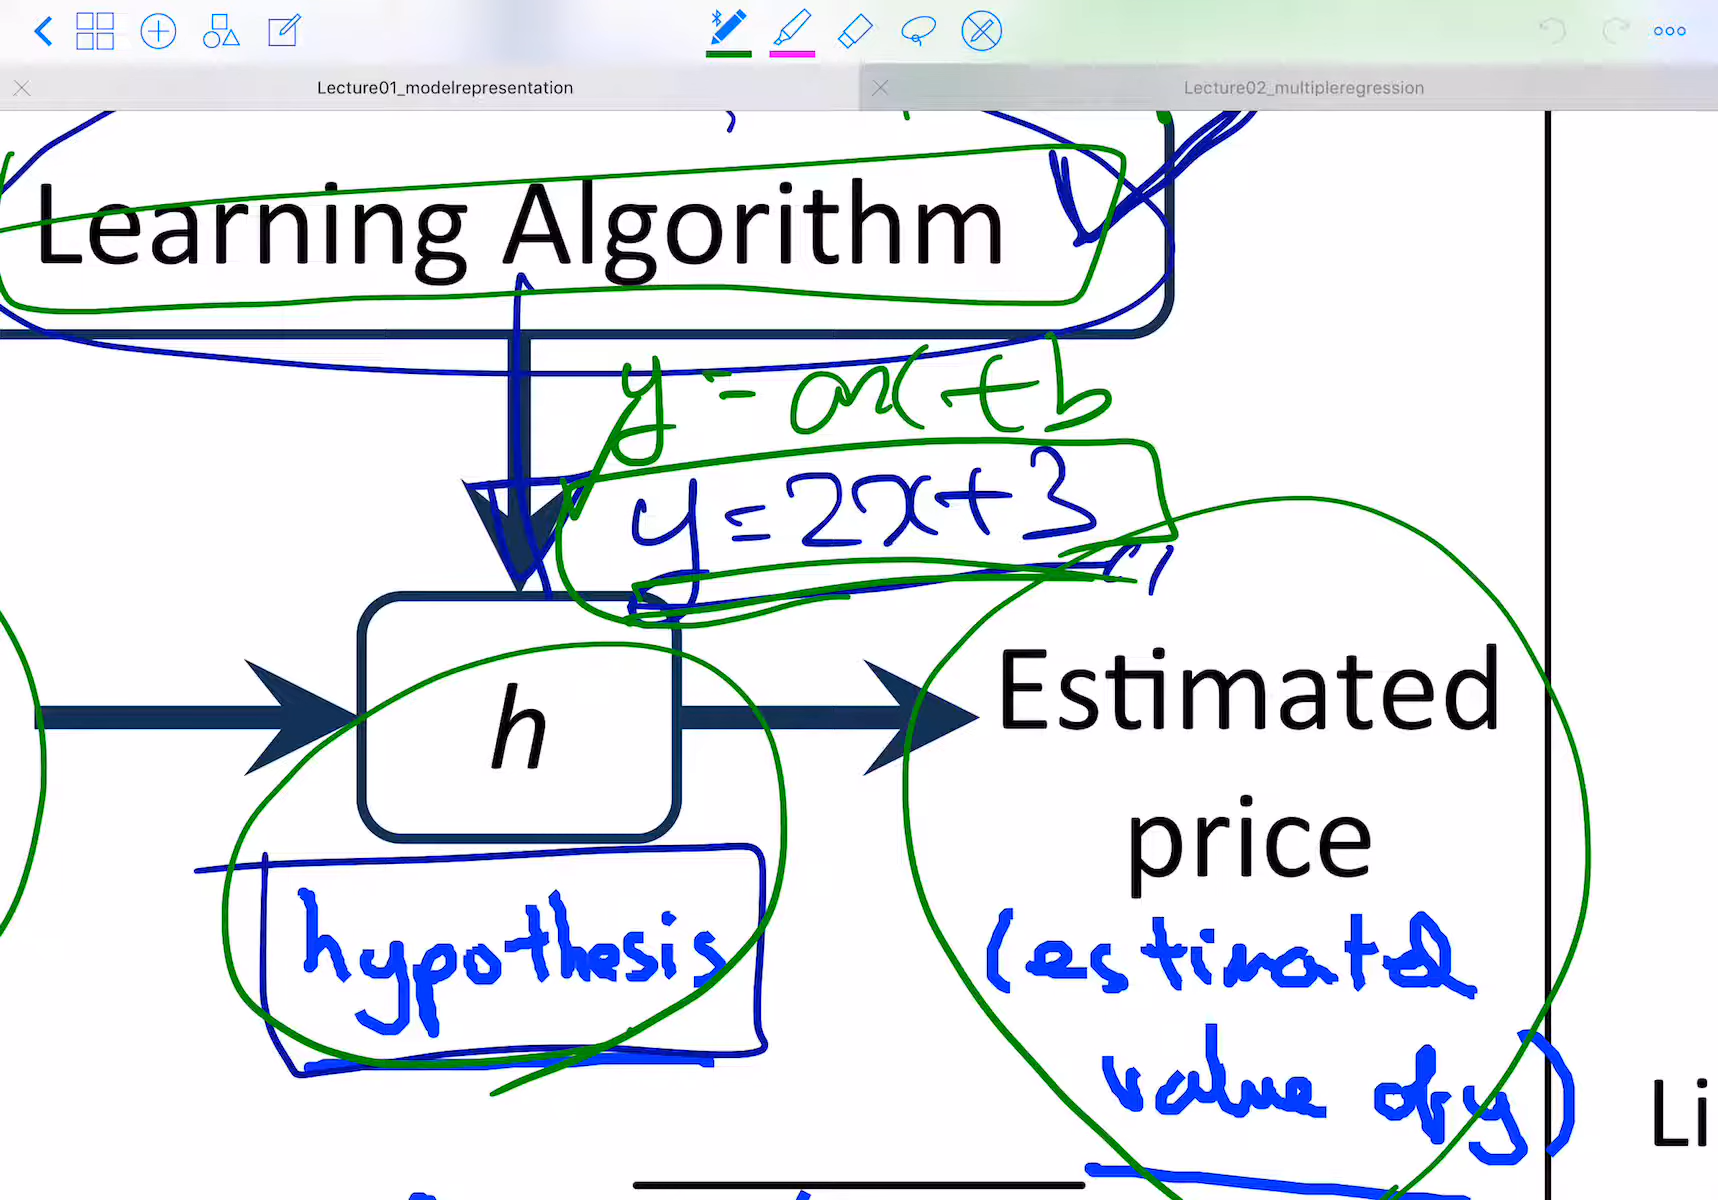 Lecture01_modelrepresentation
Lecture02_multipleregression
Learning Algorithm
y = ax + b
y = 2x + 3
h
Estimated
price
hypothesis
(estimated
value of y)
Li